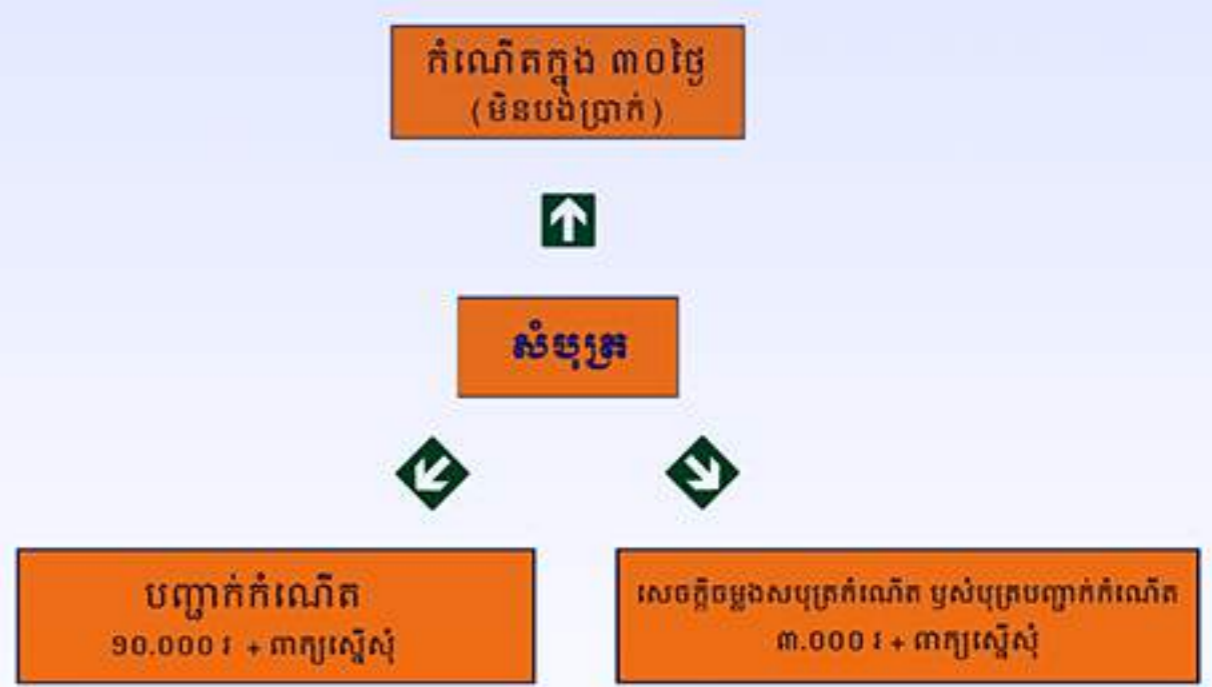 កំណើតក្នុង ៣០ថ្ងៃ
(មិនបង់ប្រាក់)
សំបុត្រ
បញ្ជាក់កំណើត
១០.០០០ ៛ + ពាក្យស្នើសុំ
សេចក្តីចម្លងសបុត្រកំណើត ឫសំបុត្របញ្ជាក់កំណើត
៣.០០០ ៛ + ពាក្យស្នើសុំ